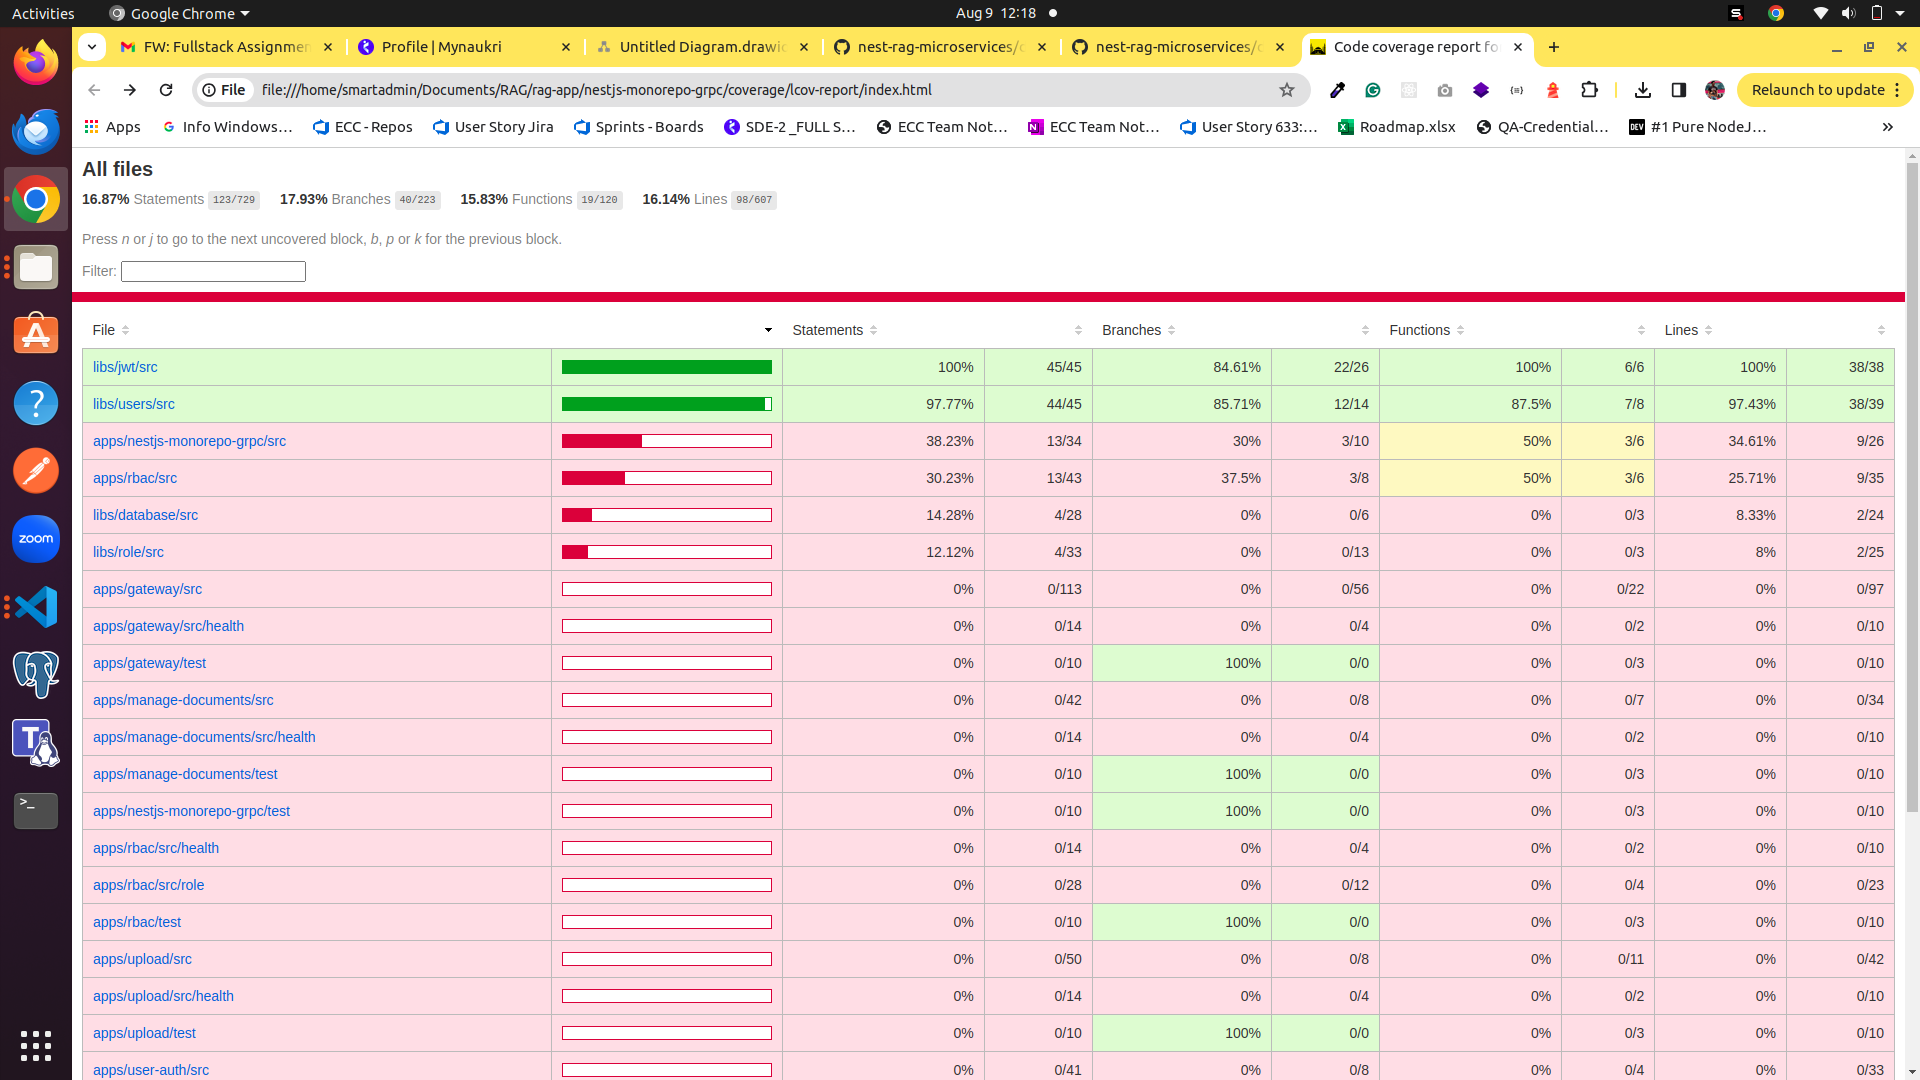 Activities Google Chrome Aug 9 12:18
FW: Fullstack Assignmen Profile | Mynaukri Untitled Diagram.drawio nest-rag-microservices/ nest-rag-microservices/ Code coverage report fo
File file:///home/smartadmin/Documents/RAG/rag-app/nestjs-monorepo-grpc/coverage/lcov-report/index.html Relaunch to update
Apps Info Windows... ECC - Repos User Story Jira Sprints - Boards SDE-2 _FULL S... ECC Team Not... ECC Team Not... User Story 633:... Roadmap.xlsx QA-Credential... DEV #1 Pure NodeJ... »
All files
16.87% Statements 123/729 17.93% Branches 40/223 15.83% Functions 19/120 16.14% Lines 98/607
Press n or j to go to the next uncovered block, b, p or k for the previous block.
Filter:
File Statements Branches Functions Lines
libs/jwt/src 100% 45/45 84.61% 22/26 100% 6/6 100% 38/38
libs/users/src 97.77% 44/45 85.71% 12/14 87.5% 7/8 97.43% 38/39
apps/nestjs-monorepo-grpc/src 38.23% 13/34 30% 3/10 50% 3/6 34.61% 9/26
apps/rbac/src 30.23% 13/43 37.5% 3/8 50% 3/6 25.71% 9/35
libs/database/src 14.28% 4/28 0% 0/6 0% 0/3 8.33% 2/24
libs/role/src 12.12% 4/33 0% 0/13 0% 0/3 8% 2/25
apps/gateway/src 0% 0/113 0% 0/56 0% 0/22 0% 0/97
apps/gateway/src/health 0% 0/14 0% 0/4 0% 0/2 0% 0/10
apps/gateway/test 0% 0/10 100% 0/0 0% 0/3 0% 0/10
apps/manage-documents/src 0% 0/42 0% 0/8 0% 0/7 0% 0/34
apps/manage-documents/src/health 0% 0/14 0% 0/4 0% 0/2 0% 0/10
apps/manage-documents/test 0% 0/10 100% 0/0 0% 0/3 0% 0/10
apps/nestjs-monorepo-grpc/test 0% 0/10 100% 0/0 0% 0/3 0% 0/10
apps/rbac/src/health 0% 0/14 0% 0/4 0% 0/2 0% 0/10
apps/rbac/src/role 0% 0/28 0% 0/12 0% 0/4 0% 0/23
apps/rbac/test 0% 0/10 100% 0/0 0% 0/3 0% 0/10
apps/upload/src 0% 0/50 0% 0/8 0% 0/11 0% 0/42
apps/upload/src/health 0% 0/14 0% 0/4 0% 0/2 0% 0/10
apps/upload/test 0% 0/10 100% 0/0 0% 0/3 0% 0/10
apps/user-auth/src 0% 0/41 0% 0/8 0% 0/4 0% 0/33
zoom